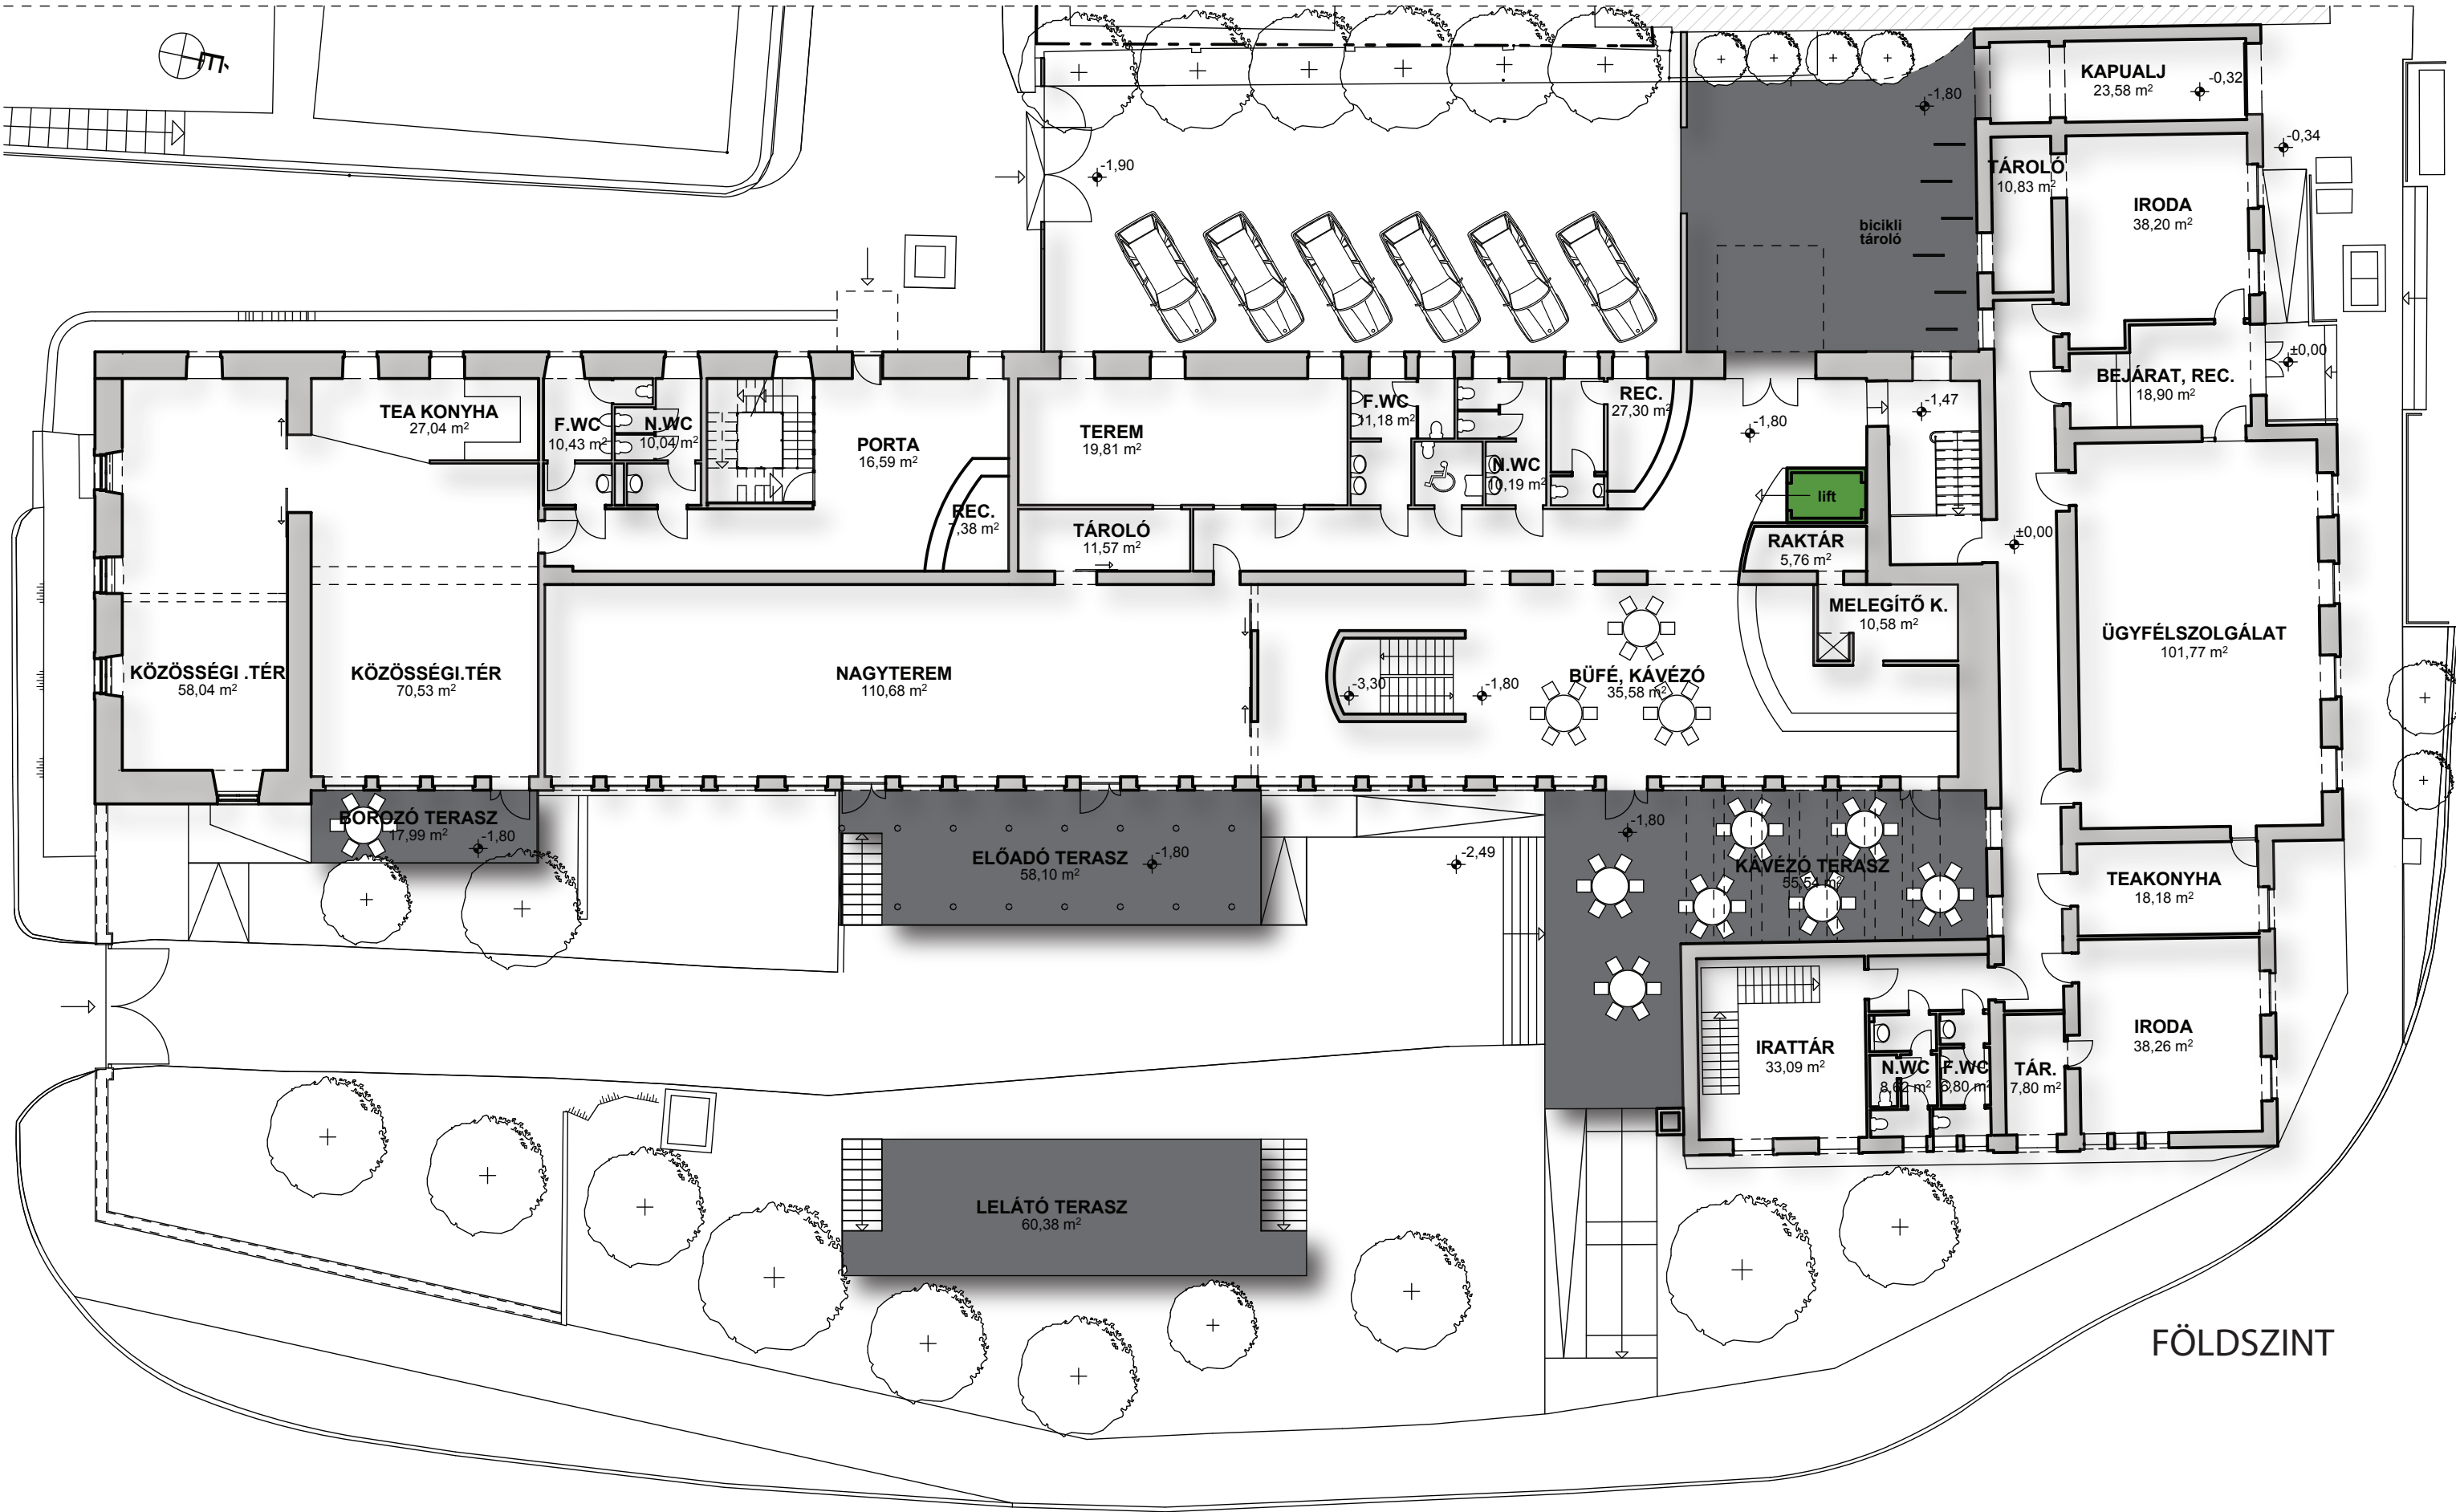 É
KAPUALJ
23,58 m²
-0,32
-1,80
-0,34
-1,90
TÁROLÓ
10,83 m²
IRODA
38,20 m²
bicikli
tároló
±0,00
BEJÁRAT, REC.
18,90 m²
TEA KONYHA
27,04 m²
F.WC
10,43 m²
N.WC
10,04 m²
PORTA
16,59 m²
REC.
7,38 m²
TEREM
19,81 m²
F.WC
11,18 m²
N.WC
10,19 m²
REC.
27,30 m²
-1,80
-1,47
lift
TÁROLÓ
11,57 m²
RAKTÁR
5,76 m²
±0,00
MELEGÍTŐ K.
10,58 m²
ÜGYFÉLSZOLGÁLAT
101,77 m²
KÖZÖSSÉGI .TÉR
58,04 m²
KÖZÖSSÉGI.TÉR
70,53 m²
NAGYTEREM
110,68 m²
-3,30
-1,80
BÜFÉ, KÁVÉZÓ
35,58 m²
BOROZÓ TERASZ
17,99 m²
-1,80
ELŐADÓ TERASZ
58,10 m²
-1,80
-2,49
-1,80
KÁVÉZÓ TERASZ
55,54 m²
TEAKONYHA
18,18 m²
IRATTÁR
33,09 m²
N.WC
8,62 m²
F.WC
TÁR.
7,80 m²
IRODA
38,26 m²
LELÁTÓ TERASZ
60,38 m²
FÖLDSZINT